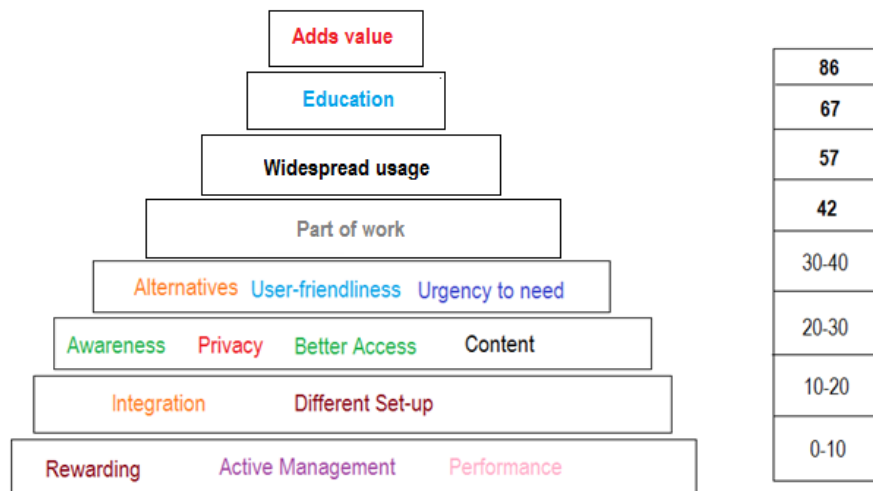 Adds value
86
Education
67
Widespread usage
57
Part of work
42
Alternatives User-friendliness Urgency to need
30-40
Awareness Privacy Better Access Content
20-30
Integration Different Set-up
10-20
Rewarding Active Management Performance
0-10